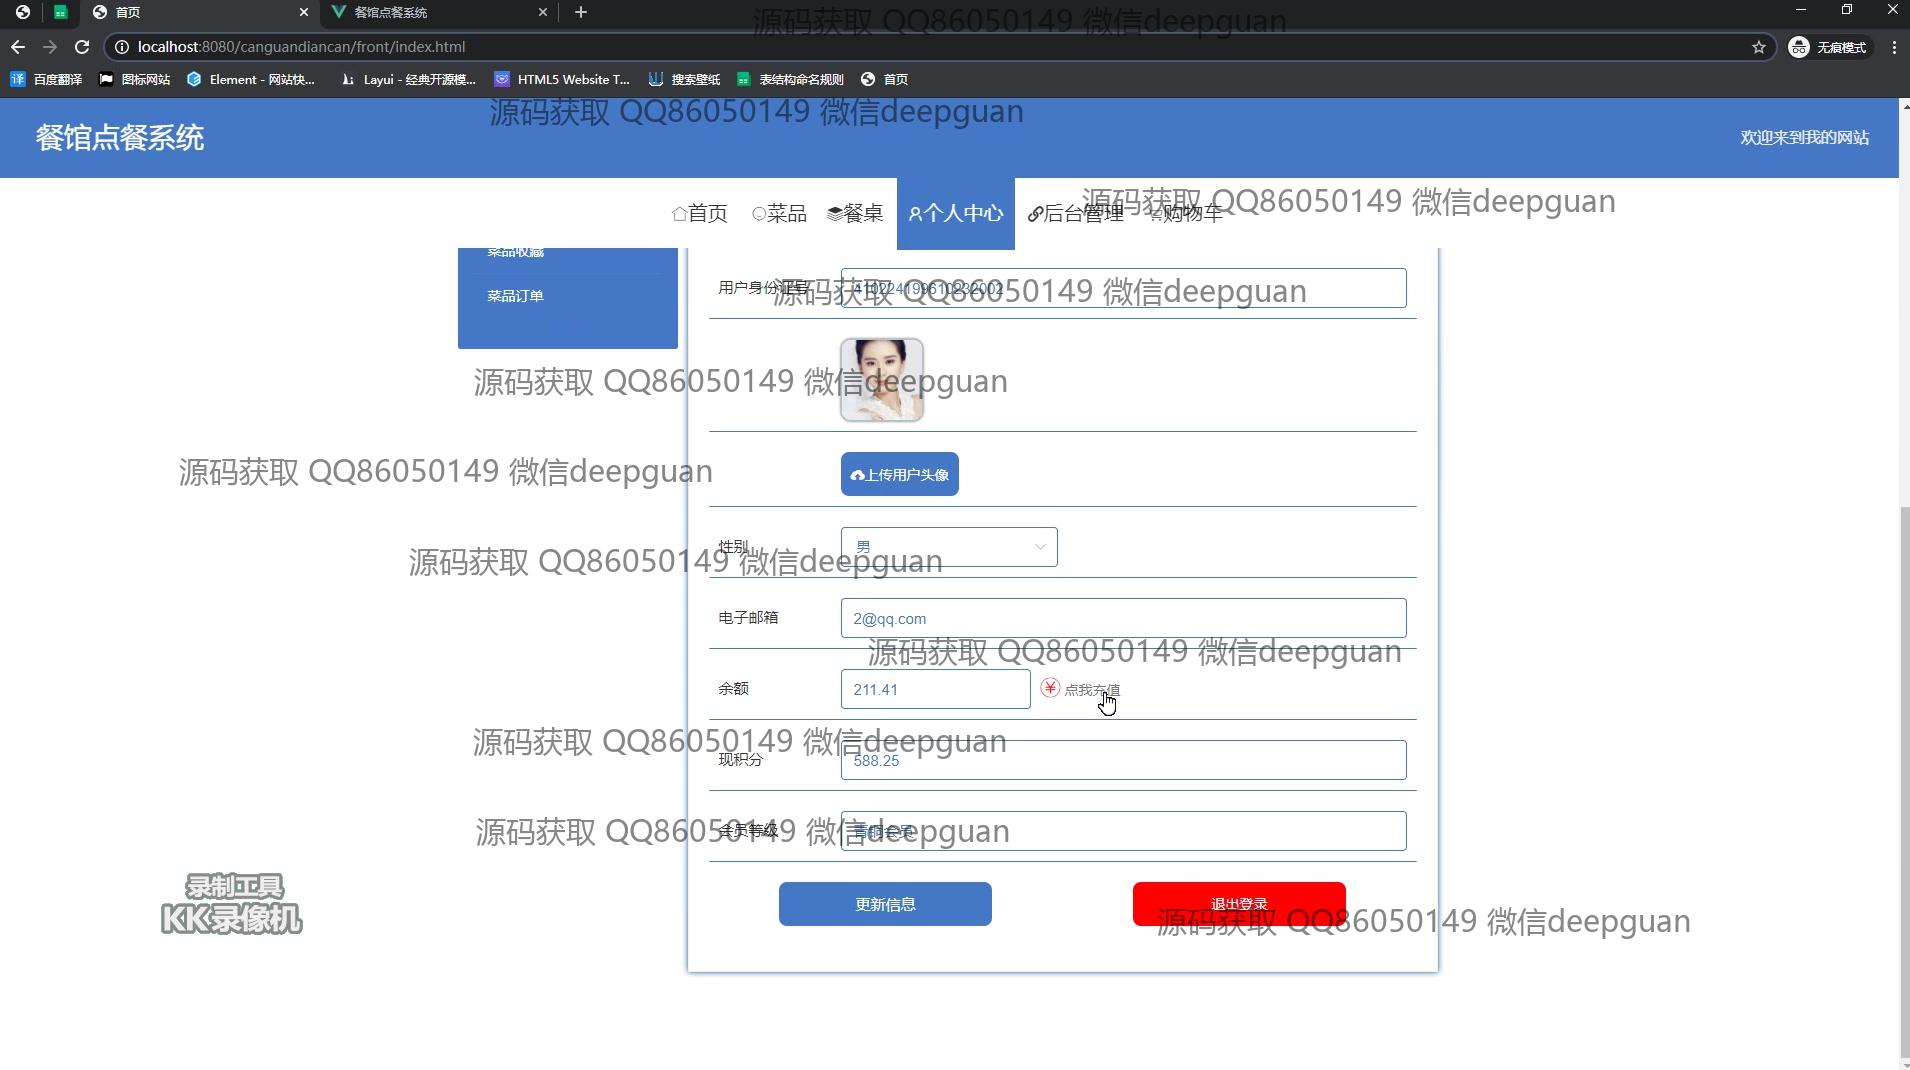 首页
餐馆点餐系统
localhost:8080/canguandiancan/front/index.html
无痕模式
百度翻译
图标网站
Element - 网站快...
Layui - 经典开源模...
HTML5 Website T...
搜索壁纸
表结构命名规则
首页
源码获取 QQ86050149 微信deepguan
源码获取 QQ86050149 微信deepguan
餐馆点餐系统
欢迎来到我的网站
首页
菜品
餐桌
个人中心
后台管理
购物车
源码获取 QQ86050149 微信deepguan
菜品收藏
菜品订单
用户身份证号
410224199610232002
源码获取 QQ86050149 微信deepguan
源码获取 QQ86050149 微信deepguan
源码获取 QQ86050149 微信deepguan
上传用户头像
性别
男
源码获取 QQ86050149 微信deepguan
电子邮箱
2@qq.com
源码获取 QQ86050149 微信deepguan
余额
211.41
点我充值
源码获取 QQ86050149 微信deepguan
现积分
588.25
源码获取 QQ86050149 微信deepguan
会员等级
青铜会员
录制工具
KK录像机
更新信息
退出登录
源码获取 QQ86050149 微信deepguan